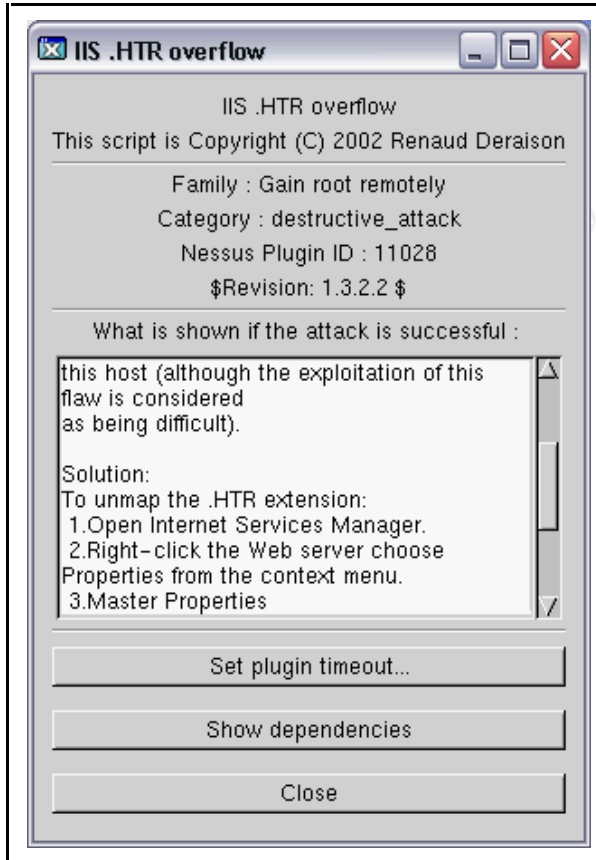 IIS .HTR overflow
IIS .HTR overflow
This script is Copyright (C) 2002 Renaud Deraison
Family : Gain root remotely
Category : destructive_attack
Nessus Plugin ID : 11028
$Revision: 1.3.2.2 $
What is shown if the attack is successful :
this host (although the exploitation of this
flaw is considered
as being difficult).
Solution:
To unmap the .HTR extension:
1.Open Internet Services Manager.
2.Right-click the Web server choose
Properties from the context menu.
3.Master Properties
Set plugin timeout...
Show dependencies
Close